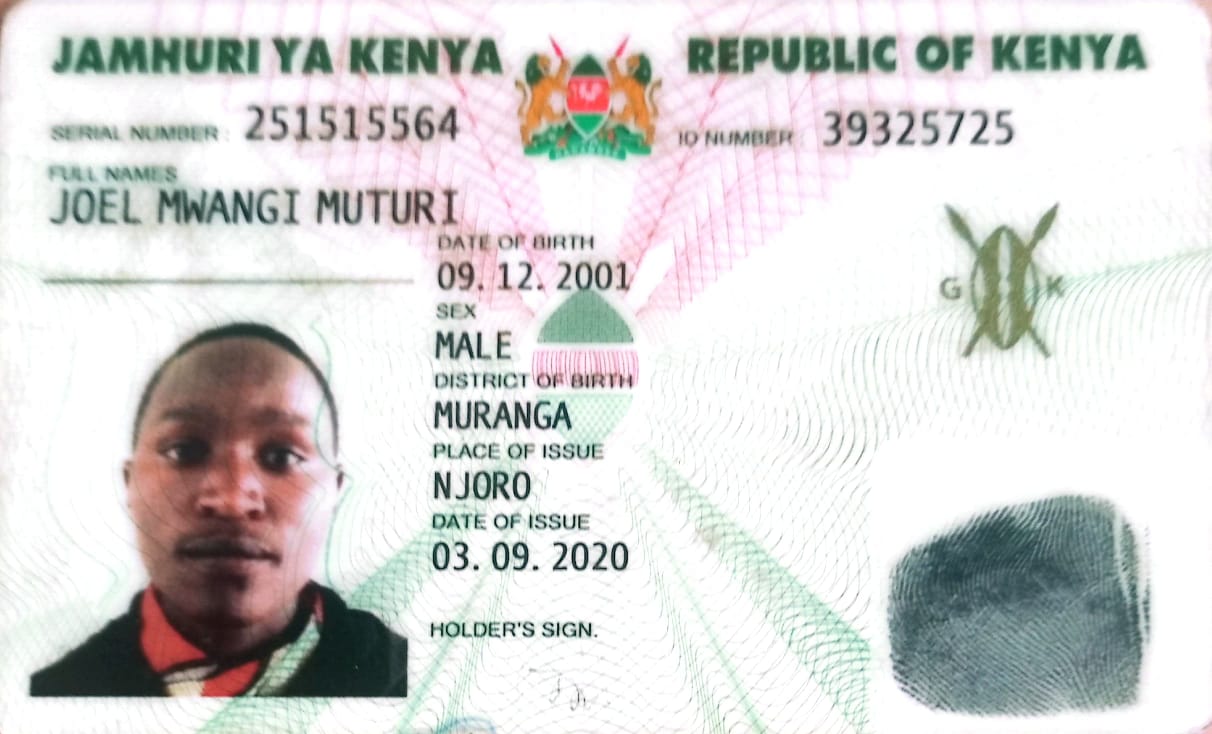 JAMHURI YA KENYA REPUBLIC OF KENYA
SERIAL NUMBER : 251515564 ID NUMBER : 39325725
FULL NAMES
JOEL MWANGI MUTURI
DATE OF BIRTH
09. 12. 2001
SEX
MALE
G K
DISTRICT OF BIRTH
MURANGA
PLACE OF ISSUE
NJORO
DATE OF ISSUE
03. 09. 2020
HOLDER'S SIGN.